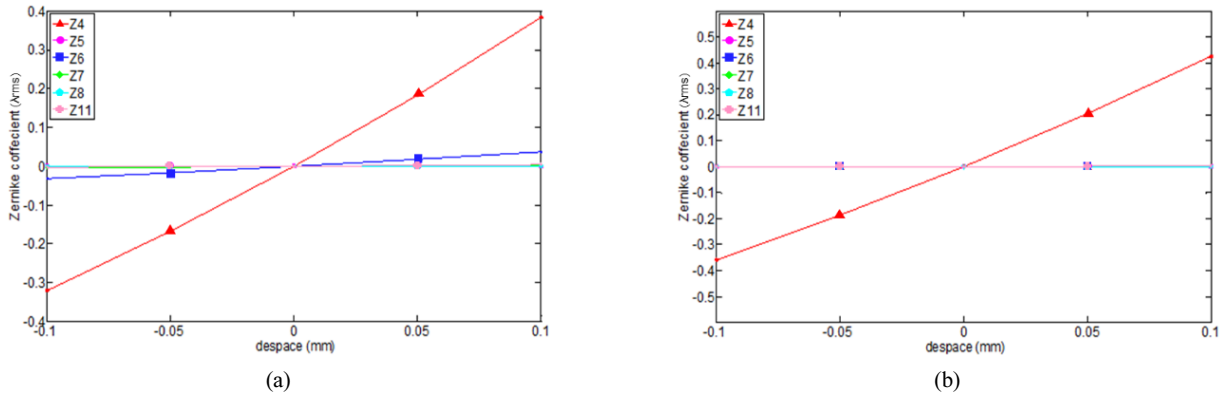 0.4
0.3
0.2
0.1
0
-0.1
-0.2
-0.3
-0.4
Zernike cofficient (λrms)
Z4
Z5
Z6
Z7
Z8
Z11
-0.1
-0.05
0
0.05
0.1
despace (mm)
(a)
0.5
0.4
0.3
0.2
0.1
0
-0.1
-0.2
-0.3
-0.4
-0.5
Zernike coffecient (λrms)
Z4
Z5
Z6
Z7
Z8
Z11
-0.1
-0.05
0
0.05
0.1
despace (mm)
(b)